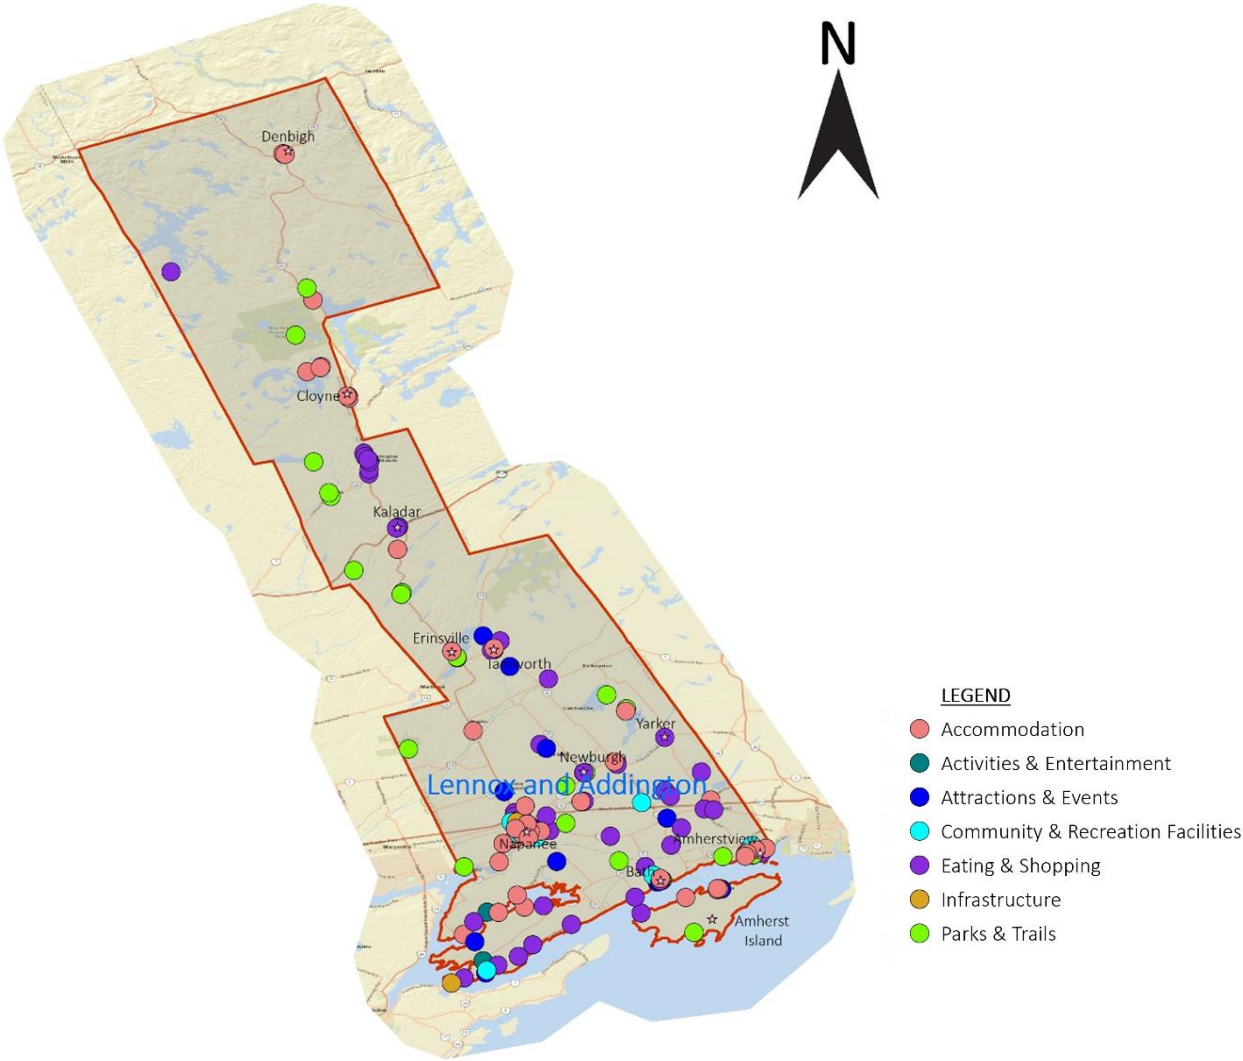 N
Denbigh
Cloyne
Kaladar
Erinsville
Tamworth
Yarker
Newburgh
Lennox and Addington
Napanee
Amherstview
Bath
Amherst
Island
LEGEND
Accommodation
Activities & Entertainment
Attractions & Events
Community & Recreation Facilities
Eating & Shopping
Infrastructure
Parks & Trails